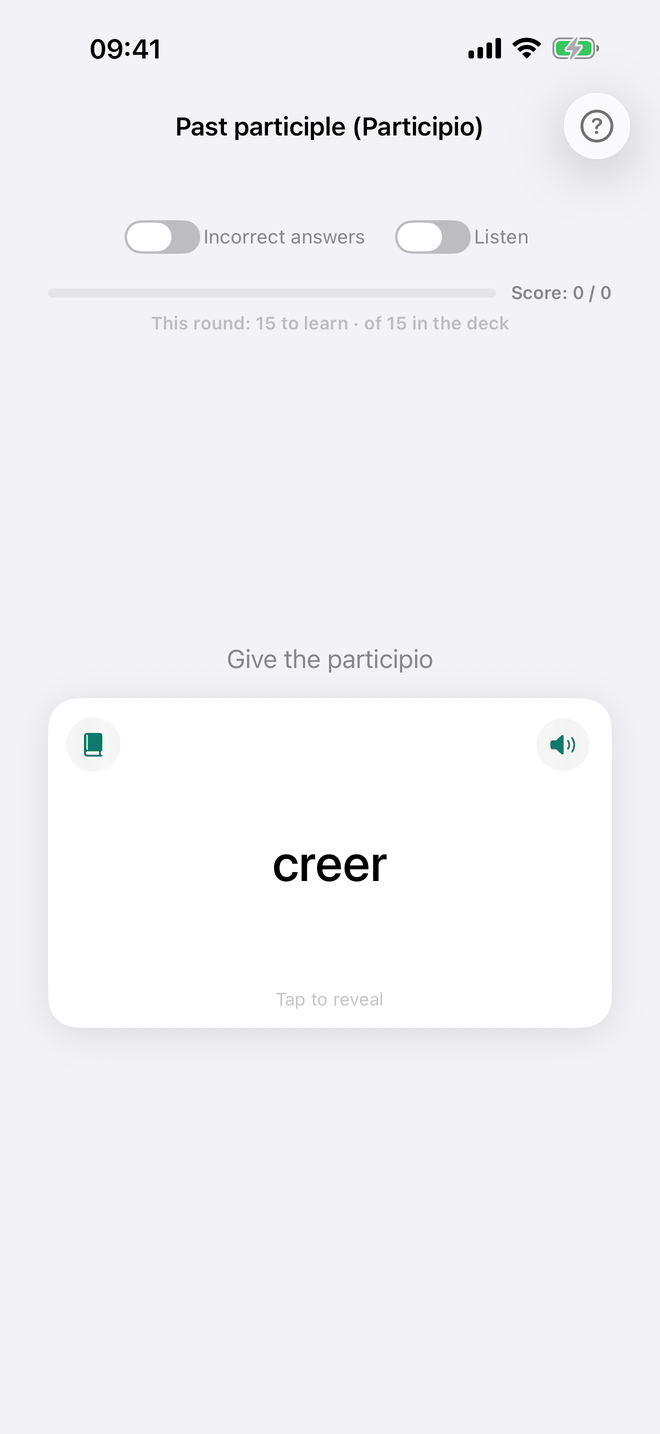 09:41
Past participle (Participio)
Incorrect answers
Listen
Score: 0 / 0
This round: 15 to learn · of 15 in the deck
Give the participio
creer
Tap to reveal